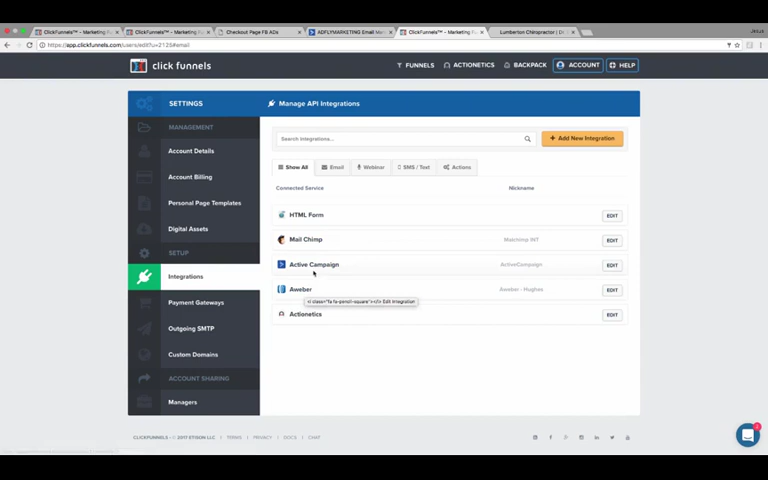 ClickFunnels™ - Marketing Fu
ClickFunnels™ - Marketing Fu
Checkout Page FB ADs
ADFLYMARKETING Email Mar
ClickFunnels™ - Marketing Fu
Lumberton Chiropractor | Dr
https://app.clickfunnels.com/users/edit?u=2125#email
click funnels
FUNNELS
ACTIONETICS
BACKPACK
ACCOUNT
HELP
SETTINGS
Manage API Integrations
MANAGEMENT
Account Details
Account Billing
Personal Page Templates
Digital Assets
SETUP
Integrations
Payment Gateways
Outgoing SMTP
Custom Domains
ACCOUNT SHARING
Managers
Search integrations...
+ Add New Integration
Show All
Email
Webinar
SMS / Text
Actions
Connected Service
Nickname
HTML Form
EDIT
Mail Chimp
Mailchimp INT
EDIT
Active Campaign
ActiveCampaign
EDIT
Aweber
Aweber - Hughes
EDIT
<i class="fa fa-pencil-square"></i> Edit Integration
Actionetics
EDIT
CLICKFUNNELS - © 2017 ETISON LLC
TERMS
PRIVACY
DOCS
CHAT